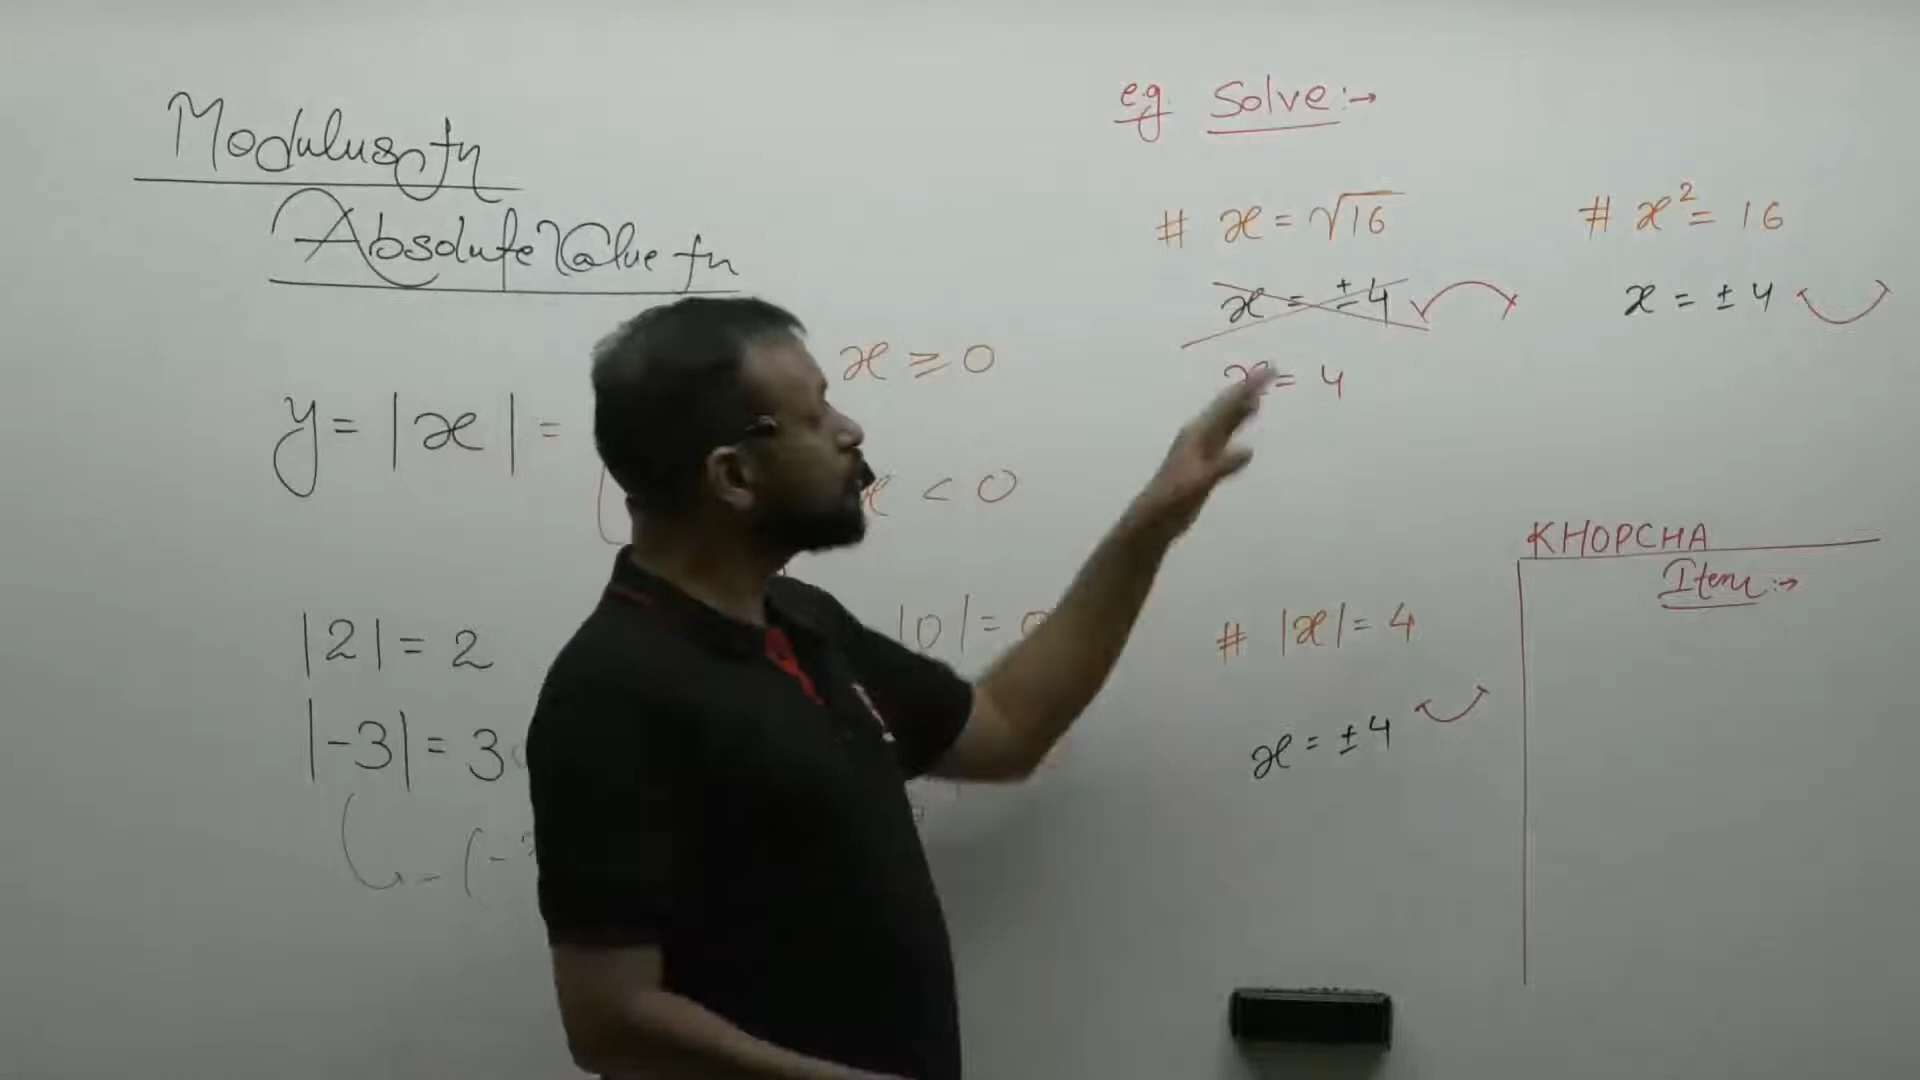 Modulus fn
Absolute Value fn
y = |x| =
x ≥ 0
x < 0
|2| = 2
|0| = 0
|-3| = 3
-(-3
e.g. Solve :→
# x = √16
x = ±4
x = 4
# x² = 16
x = ±4
# |x| = 4
x = ±4
KHOPCHA
Item :→